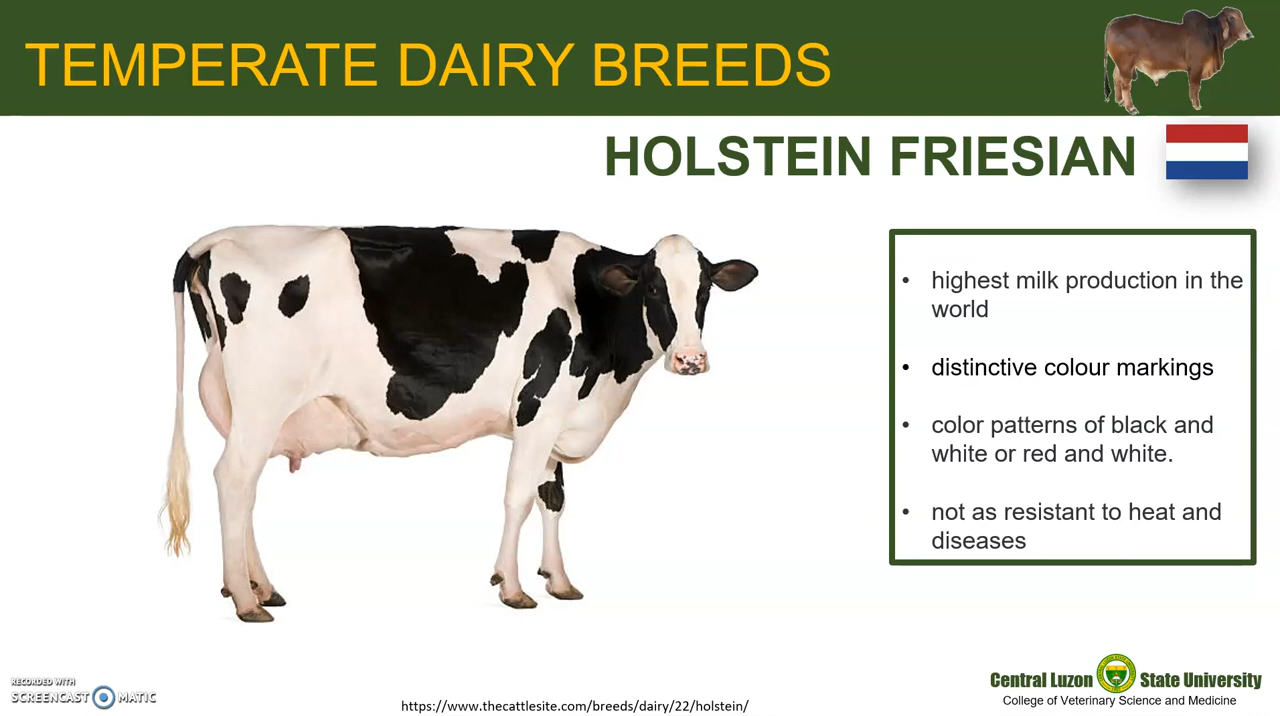 TEMPERATE DAIRY BREEDS
HOLSTEIN FRIESIAN
• highest milk production in the
world
• distinctive colour markings
• color patterns of black and
white or red and white.
• not as resistant to heat and
diseases
RECORDED WITH
SCREENCAST MATIC
https://www.thecattlesite.com/breeds/dairy/22/holstein/
Central Luzon State University
College of Veterinary Science and Medicine